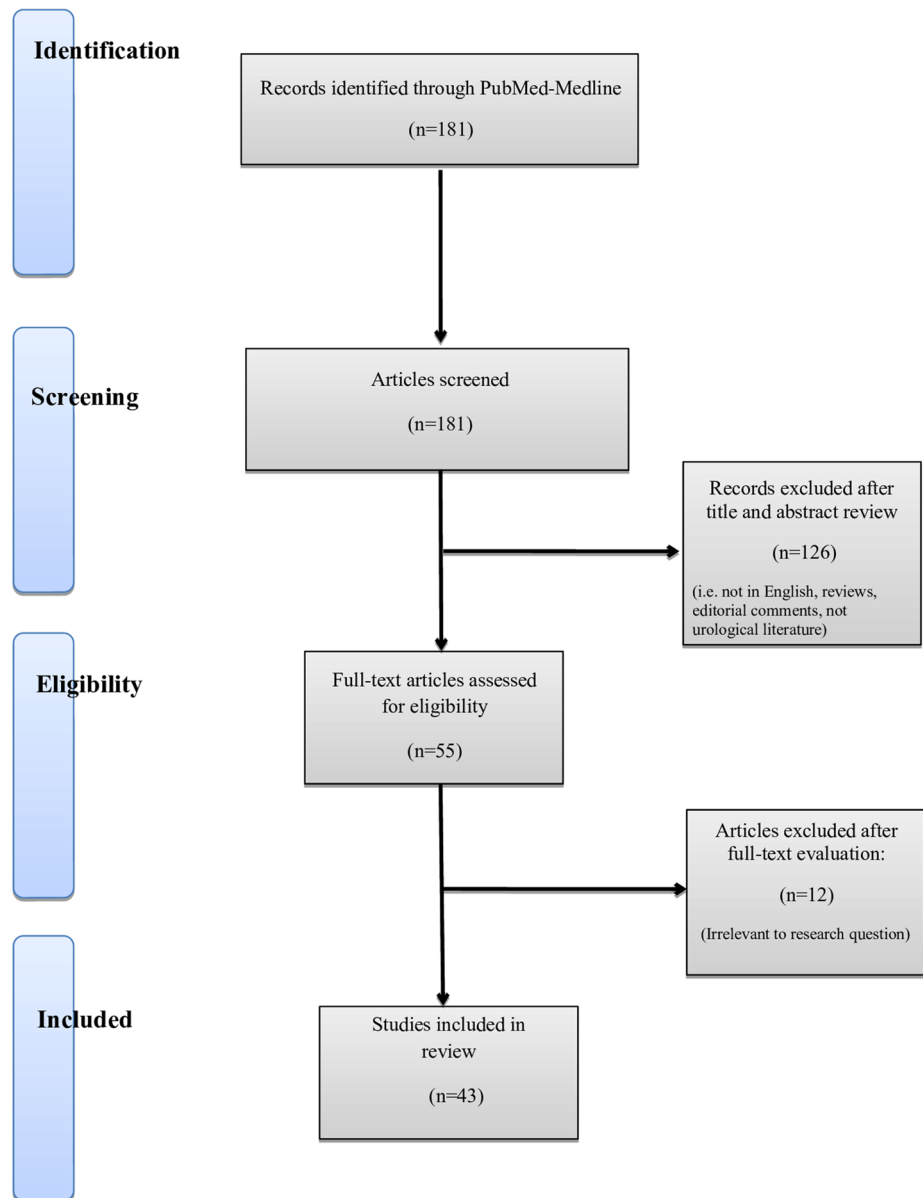 Identification
Records identified through PubMed-Medline
(n=181)
Screening
Articles screened
(n=181)
Records excluded after
title and abstract review
(n=126)
(i.e. not in English, reviews,
editorial comments, not
urological literature)
Eligibility
Full-text articles assessed
for eligibility
(n=55)
Articles excluded after
full-text evaluation:
(n=12)
(Irrelevant to research question)
Included
Studies included in
review
(n=43)